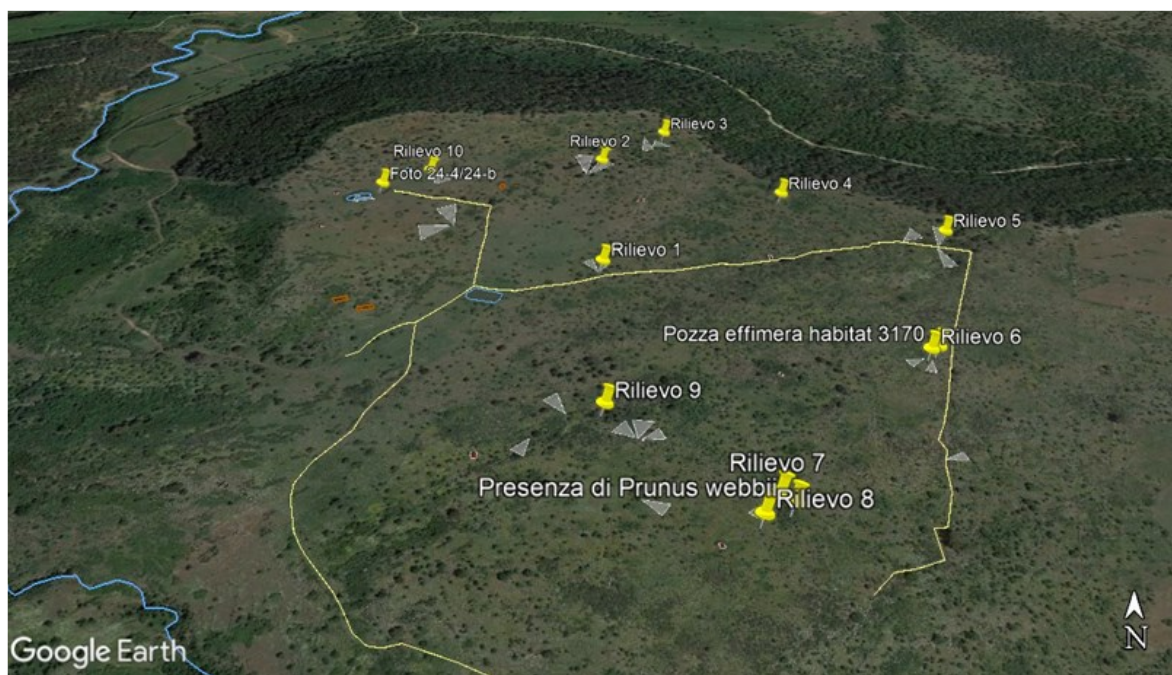 Rilievo 3
Rilievo 2
Rilievo 10
Foto 24-4/24-b
Rilievo 4
Rilievo 5
Rilievo 1
Pozza effimera habitat 3170
Rilievo 6
Rilievo 9
Rilievo 7
Presenza di Prunus webbii
Rilievo 8
Google Earth
N